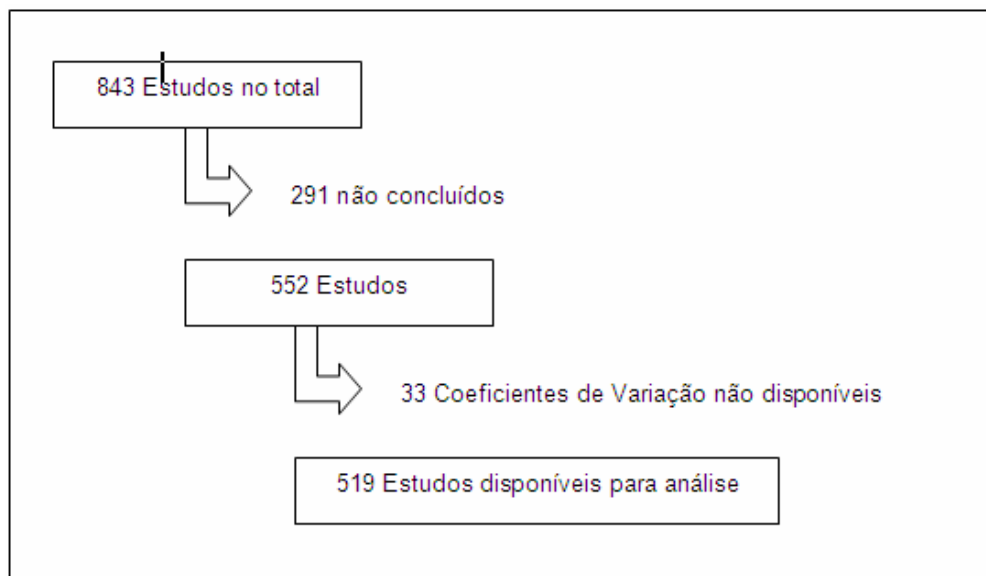 843 Estudos no total
291 não concluídos
552 Estudos
33 Coeficientes de Variação não disponíveis
519 Estudos disponíveis para análise